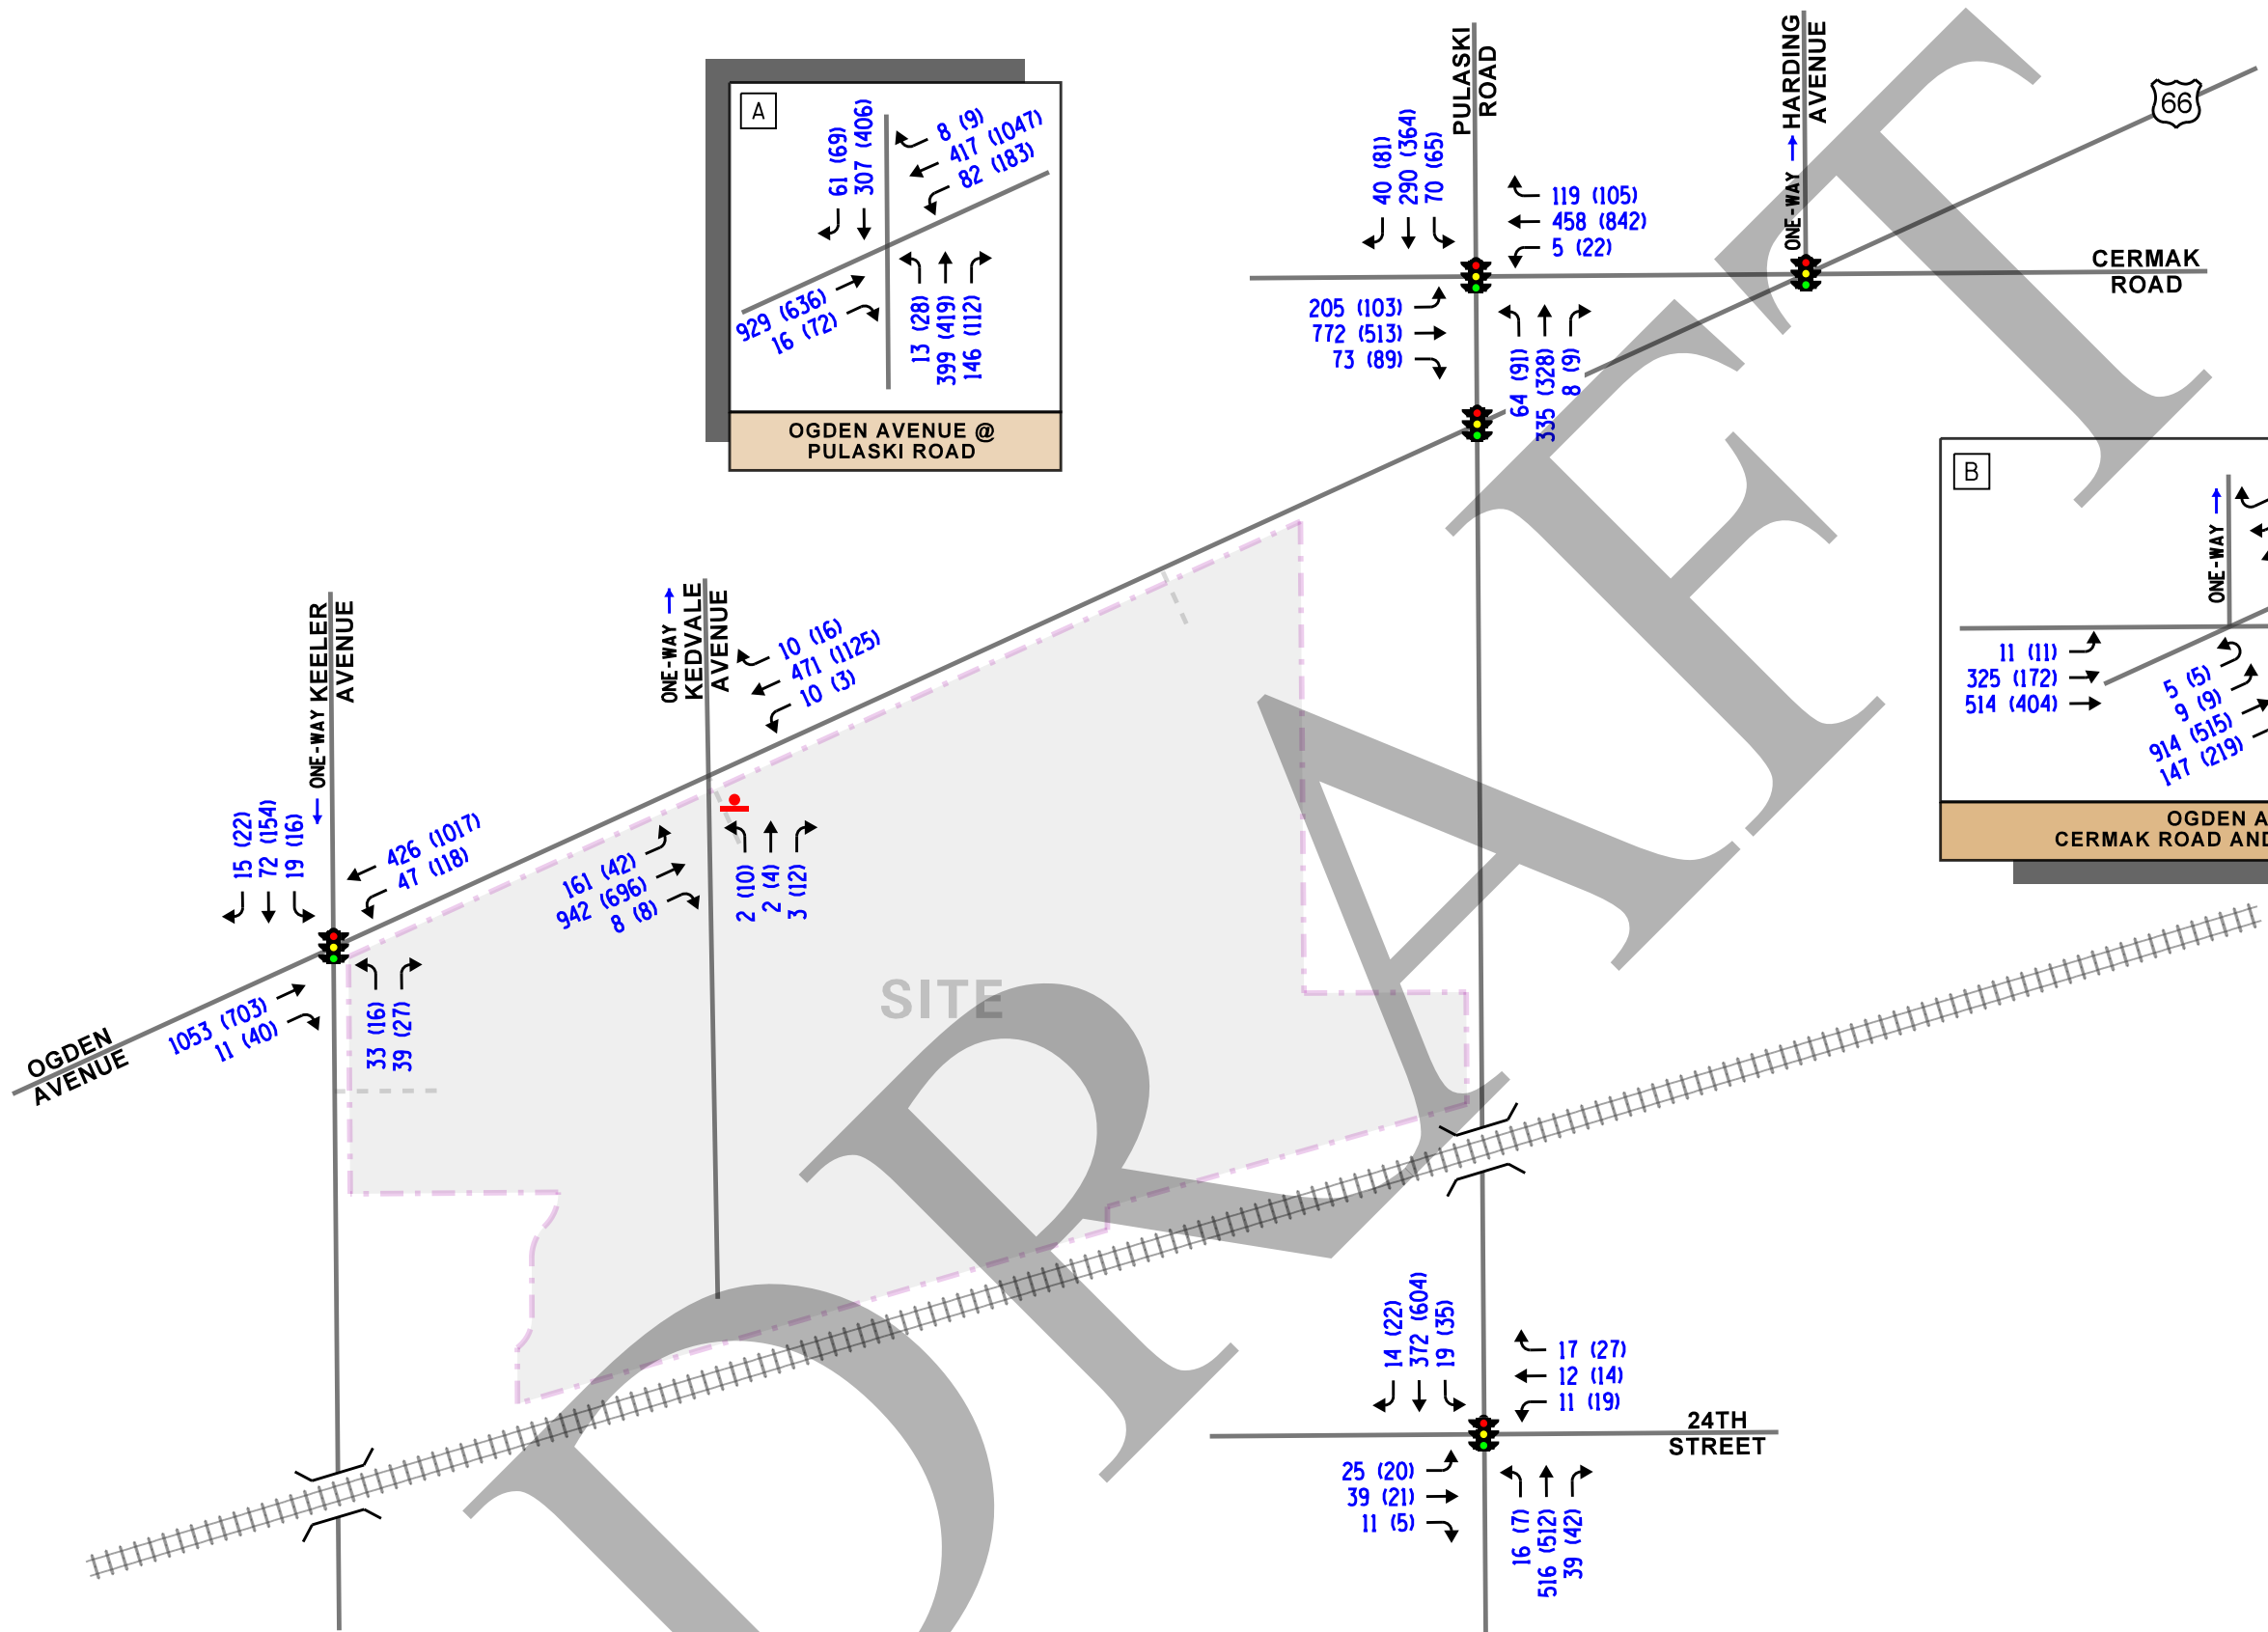 PULASKI
ROAD
ONE-WAY
HARDING
AVENUE
66
A
61 (69)
307 (406)
8 (9)
417 (1047)
82 (183)
929 (636)
16 (72)
13 (28)
399 (419)
146 (112)
OGDEN AVENUE @
PULASKI ROAD
40 (81)
290 (364)
70 (65)
119 (105)
458 (842)
5 (22)
205 (103)
772 (513)
73 (89)
64 (91)
335 (328)
8 (9)
CERMAK
ROAD
B
ONE-WAY
11 (11)
325 (172)
514 (404)
5 (5)
9 (9)
914 (515)
147 (219)
OGDEN A
CERMAK ROAD AND
ONE-WAY
KEELER
AVENUE
15 (22)
72 (154)
19 (16)
426 (1017)
47 (118)
1053 (703)
11 (40)
33 (16)
39 (27)
OGDEN
AVENUE
ONE-WAY
KEDVALE
AVENUE
10 (16)
471 (1125)
10 (3)
161 (42)
942 (696)
8 (8)
2 (10)
2 (4)
3 (12)
SITE
DRAFT
14 (22)
372 (604)
19 (35)
17 (27)
12 (14)
11 (19)
25 (20)
39 (21)
11 (5)
16 (7)
516 (512)
39 (42)
24TH
STREET